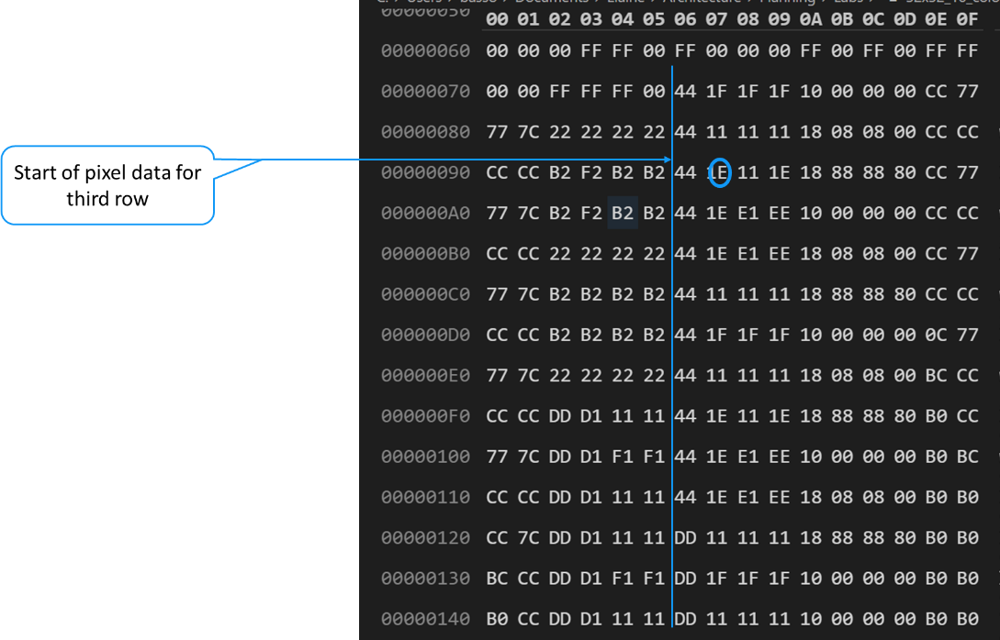 00000050 00 01 02 03 04 05 06 07 08 09 0A 0B 0C 0D 0E 0F
00000060 00 00 00 FF FF 00 FF 00 00 00 FF 00 FF 00 FF FF
00000070 00 00 FF FF FF 00 44 1F 1F 1F 10 00 00 00 CC 77
00000080 77 7C 22 22 22 22 44 11 11 11 18 08 08 00 CC CC
Start of pixel data for
third row
00000090 CC CC B2 F2 B2 B2 44 1E 11 1E 18 88 88 80 CC 77
000000A0 77 7C B2 F2 B2 B2 44 1E E1 EE 10 00 00 00 CC CC
000000B0 CC CC 22 22 22 22 44 1E E1 EE 18 08 08 00 CC 77
000000C0 77 7C B2 B2 B2 B2 44 11 11 11 18 88 88 80 CC CC
000000D0 CC CC B2 B2 B2 B2 44 1F 1F 1F 10 00 00 00 0C 77
000000E0 77 7C 22 22 22 22 44 11 11 11 18 08 08 00 BC CC
000000F0 CC CC DD D1 11 11 44 1E 11 1E 18 88 88 80 B0 CC
00000100 77 7C DD D1 F1 F1 44 1E E1 EE 10 00 00 00 B0 BC
00000110 CC CC DD D1 11 11 44 1E E1 EE 18 08 08 00 B0 B0
00000120 CC 7C DD D1 11 11 DD 11 11 11 18 88 88 80 B0 B0
00000130 BC CC DD D1 F1 F1 DD 1F 1F 1F 10 00 00 00 B0 B0
00000140 B0 CC DD D1 11 11 DD 11 11 11 10 00 00 00 B0 B0